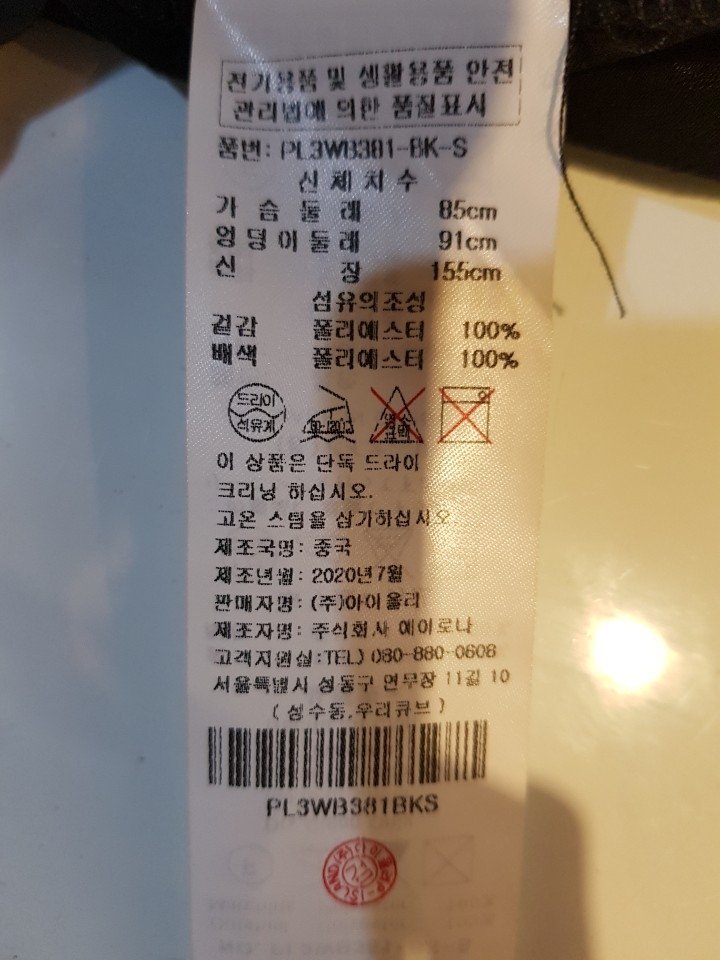 전기용품 및 생활용품 안전
관리법에 의한 품질표시
품번: PL3WB381-BK-S
신체치수
가슴둘레 85cm
엉덩이둘레 91cm
신장 155cm
섬유의조성
겉감 폴리에스터 100%
배색 폴리에스터 100%
드라이
석유계
이 상품은 단독 드라이
크리닝 하십시오.
고온 스팀을 삼가하십시오.
제조국명: 중국
제조년월: 2020년7월
판매자명: (주)아이올리
제조자명: 주식회사 에이로나
고객지원실:TEL) 080-880-0608
서울특별시 성동구 연무장 11길 10
(성수동,우리큐브)
PL3WB381BKS